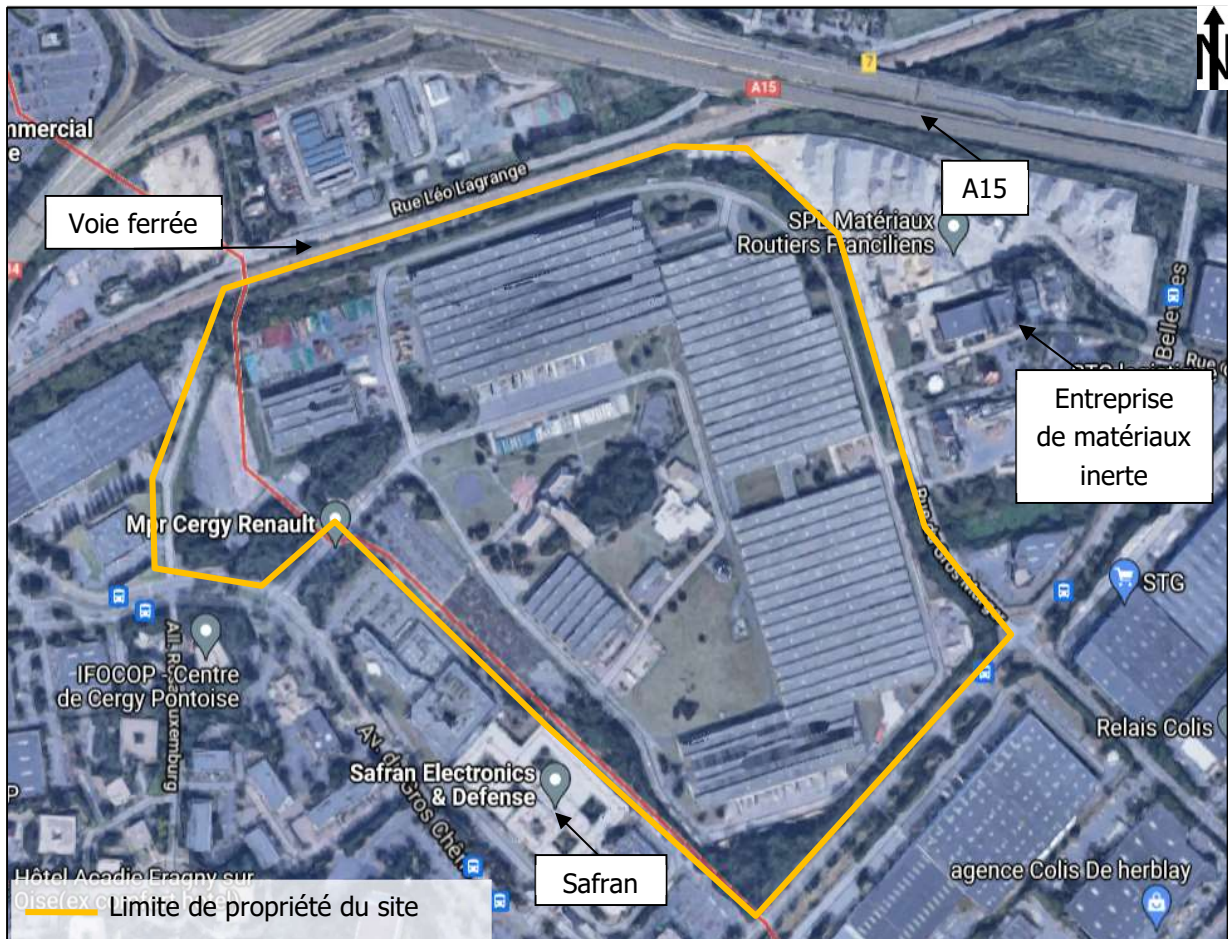 7
A15
mmercial
e
A15
Rue Léo Lagrange
Voie ferrée
SPL Matériaux
Routiers Franciliens
Entreprise
de matériaux
inerte
Mpr Cergy Renault
STG
IFOCOP - Centre
de Cergy Pontoise
Relais Colis
Safran Electronics
& Defense
Safran
agence Colis De herblay
Hôtel Acadie Eragny sur
Limite de propriété du site